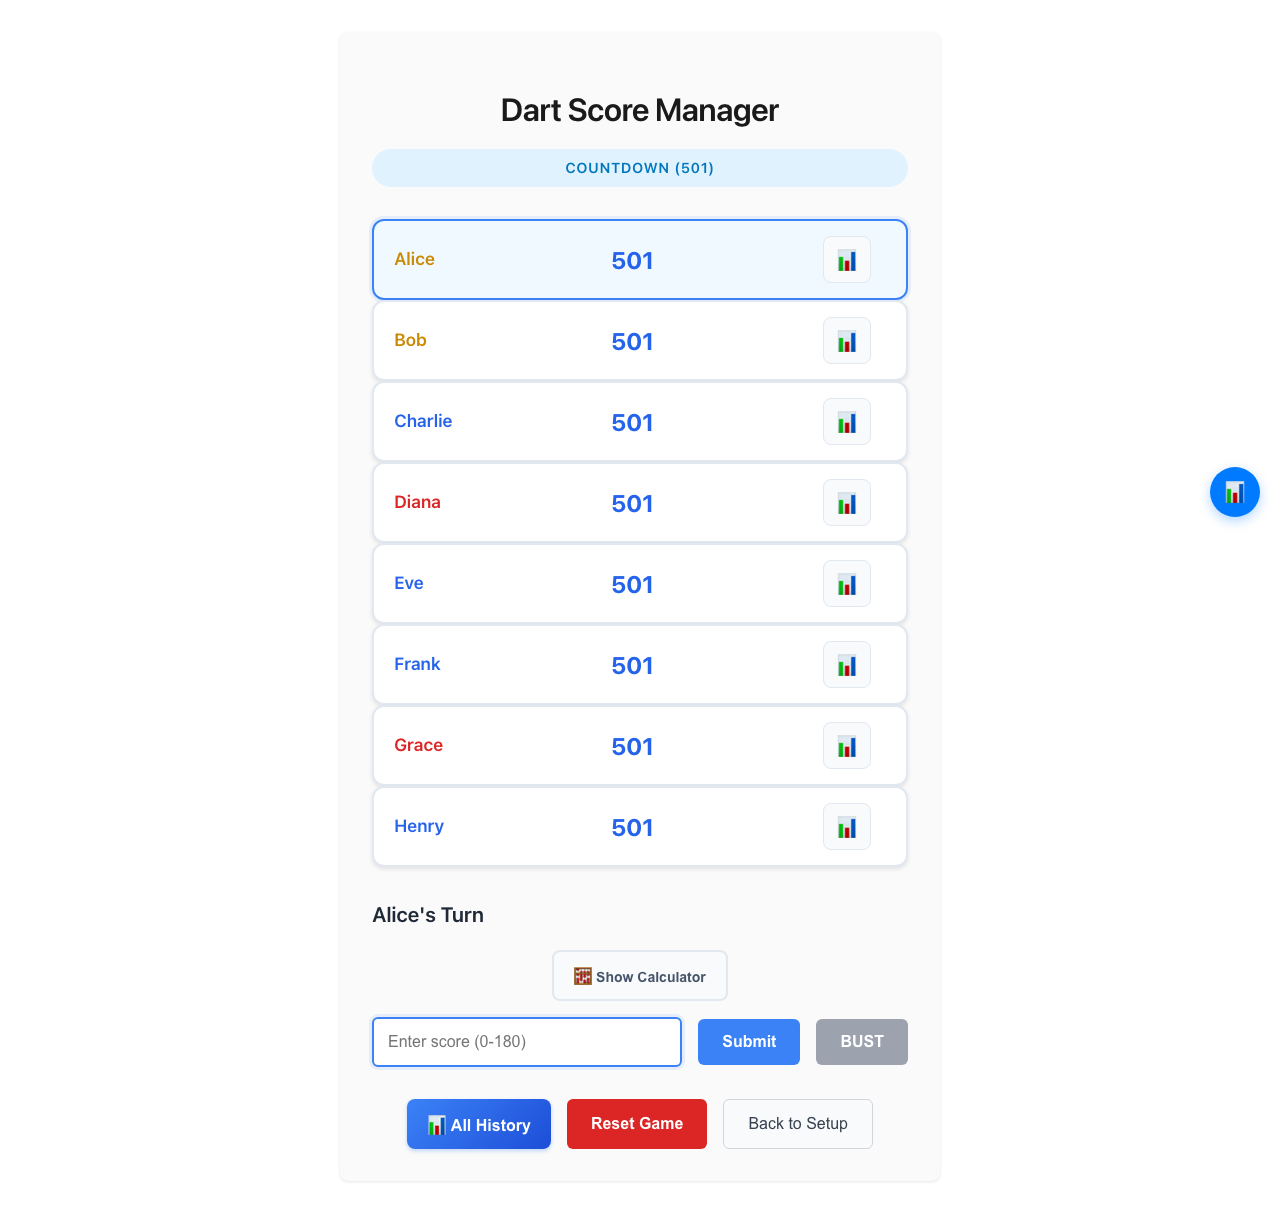 Dart Score Manager
COUNTDOWN (501)
Alice 501
Bob 501
Charlie 501
Diana 501
Eve 501
Frank 501
Grace 501
Henry 501
Alice's Turn
Show Calculator
Enter score (0-180) Submit BUST
All History Reset Game Back to Setup